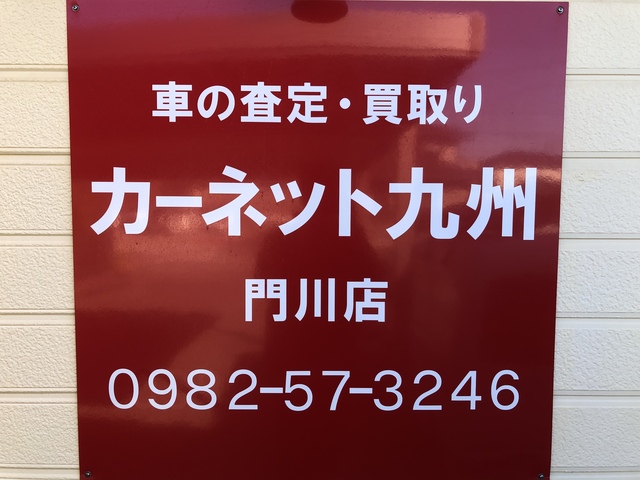 車の査定・買取り
カーネット九州
門川店
0982-57-3246